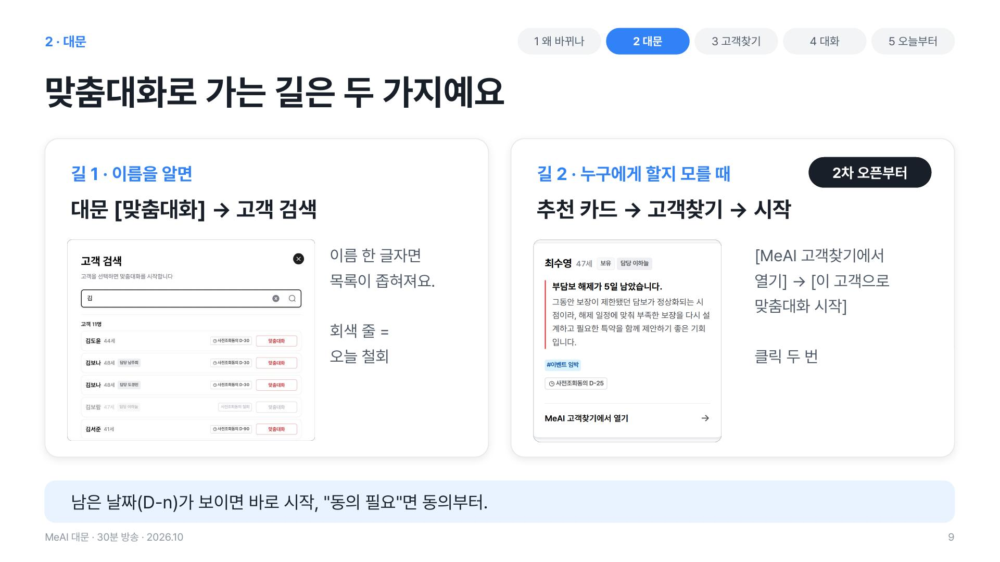 2 · 대문
1 왜 바뀌나
2 대문
3 고객찾기
4 대화
5 오늘부터
맞춤대화로 가는 길은 두 가지예요
길 1 · 이름을 알면
대문 [맞춤대화] → 고객 검색
고객 검색
고객을 선택하면 맞춤대화를 시작합니다
김
고객 11명
김도윤 44세 사전조회동의 D-30 맞춤대화
김보나 48세 담당 남주희 사전조회동의 D-30 맞춤대화
김보나 48세 담당 도경민 사전조회동의 D-30 맞춤대화
김보람 47세 담당 이하늘 사전조회동의 철회 맞춤대화
김서준 41세 사전조회동의 D-90 맞춤대화
이름 한 글자면
목록이 좁혀져요.
회색 줄 =
오늘 철회
길 2 · 누구에게 할지 모를 때
2차 오픈부터
추천 카드 → 고객찾기 → 시작
최수영 47세 보유 담당 이하늘
부담보 해제가 5일 남았습니다.
그동안 보장이 제한됐던 담보가 정상화되는 시
점이라, 해제 일정에 맞춰 부족한 보장을 다시 설
계하고 필요한 특약을 함께 제안하기 좋은 기회
입니다.
#이벤트 임박
사전조회동의 D-25
MeAI 고객찾기에서 열기 →
[MeAI 고객찾기에서
열기] → [이 고객으로
맞춤대화 시작]
클릭 두 번
남은 날짜(D-n)가 보이면 바로 시작, "동의 필요"면 동의부터.
MeAI 대문 · 30분 방송 · 2026.10
9